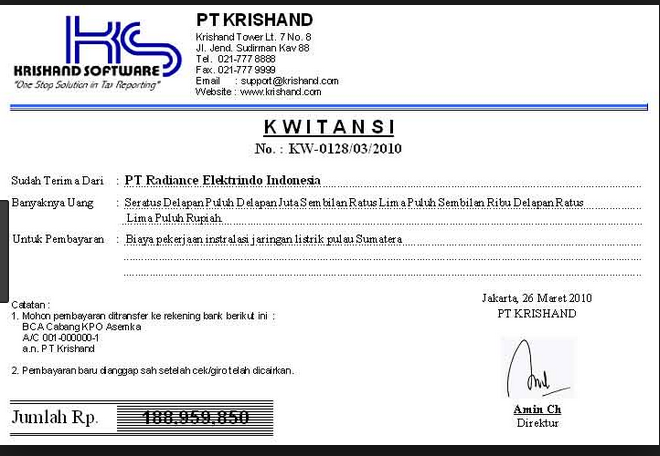 KRISHAND SOFTWARE
"One Stop Solution in Tax Reporting"
PT KRISHAND
Krishand Tower Lt. 7 No. 8
Jl. Jend. Sudirman Kav 88
Tel. 021-777 8888
Fax. 021-777 9999
Email : support@krishand.com
Website : www.krishand.com
KWITANSI
No. : KW-0128/03/2010
Sudah Terima Dari : PT Radiance Elektrindo Indonesia
Banyaknya Uang : Seratus Delapan Puluh Delapan Juta Sembilan Ratus Lima Puluh Sembilan Ribu Delapan Ratus
Lima Puluh Rupiah
Untuk Pembayaran : Biaya pekerjaan instralasi jaringan listrik pulau Sumatera
Jakarta, 26 Maret 2010
PT KRISHAND
Catatan :
1. Mohon pembayaran ditransfer ke rekening bank berikut ini :
BCA Cabang KPO Asemka
A/C 001-000000-1
a.n. PT Krishand
2. Pembayaran baru dianggap sah setelah cek/giro telah dicairkan.
Amin Ch
Direktur
Jumlah Rp. 188,959,850